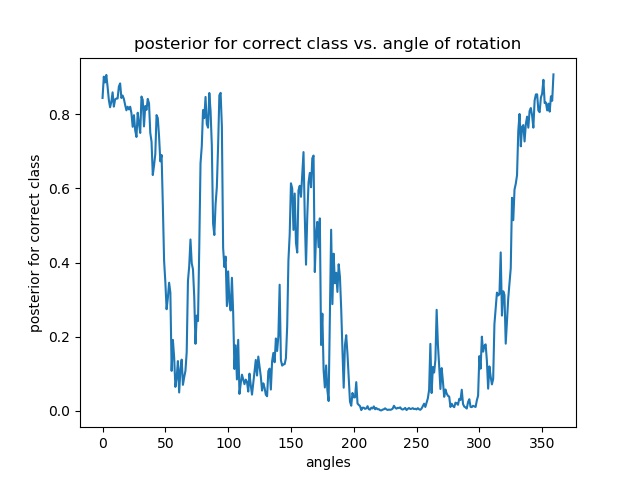 posterior for correct class vs. angle of rotation
posterior for correct class
0.8
0.6
0.4
0.2
0.0
0 50 100 150 200 250 300 350
angles